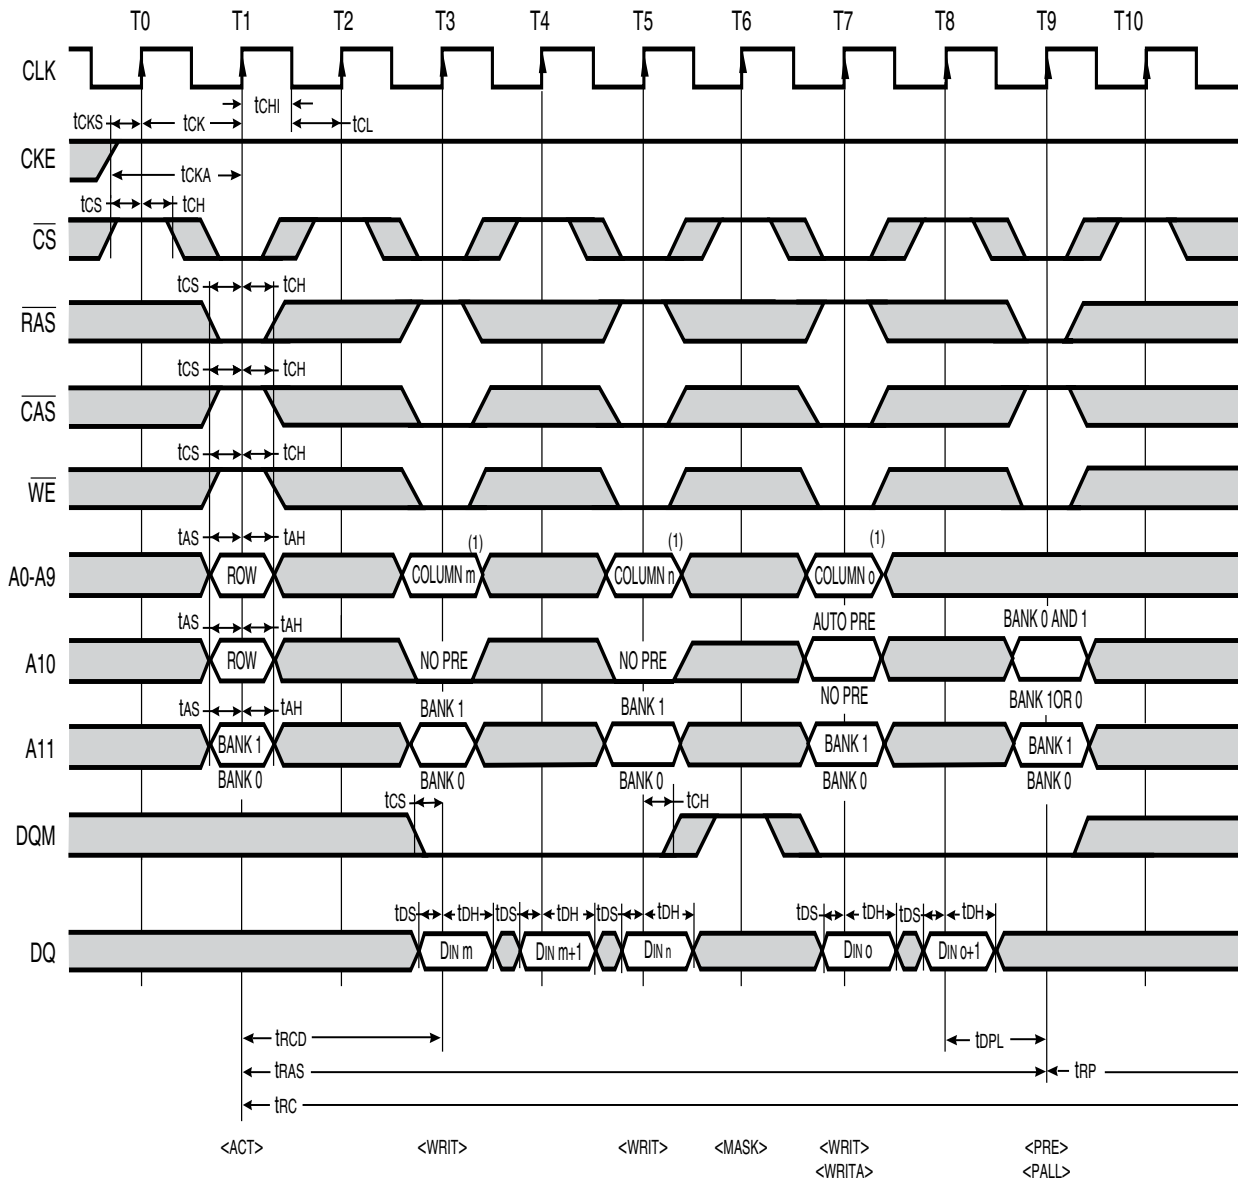 T0 T1 T2 T3 T4 T5 T6 T7 T8 T9 T10
CLK
tCHI
tCKS tCK tCL
CKE
tCKA
tCS tCH
CS
tCS tCH
RAS
tCS tCH
CAS
tCS tCH
WE
tAS tAH (1) (1) (1)
A0-A9 ROW COLUMN m COLUMN n COLUMN o
tAS tAH AUTO PRE BANK 0 AND 1
A10 ROW NO PRE NO PRE
NO PRE BANK 1OR 0
tAS tAH BANK 1 BANK 1
A11 BANK 1 BANK 1 BANK 1
BANK 0 BANK 0 BANK 0 BANK 0 BANK 0
tCS tCH
DQM
tDS tDH tDS tDH tDS tDH tDS tDH tDS tDH
DQ DIN m DIN m+1 DIN n DIN o DIN o+1
tRCD tDPL
tRAS tRP
tRC
<ACT> <WRIT> <WRIT> <MASK> <WRIT> <PRE>
<WRITA> <PALL>